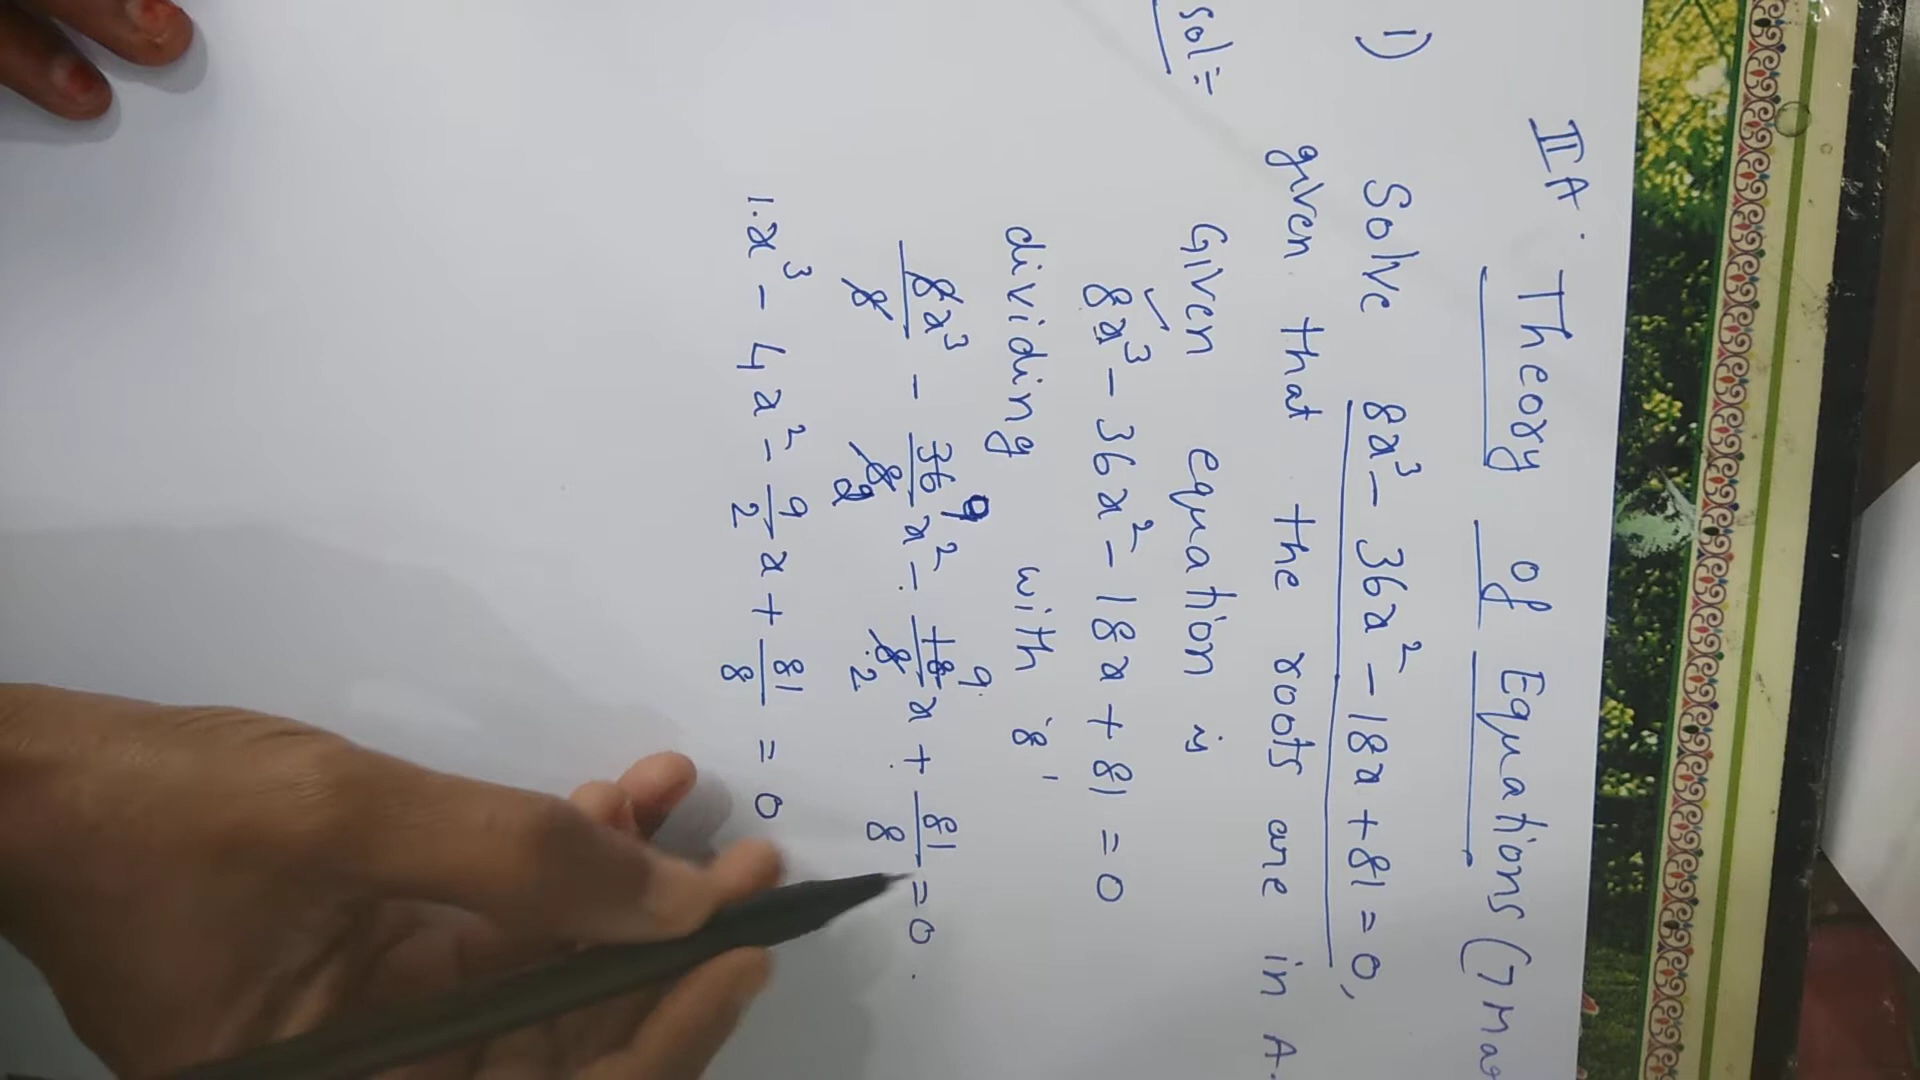 IIA. Theory of Equations (7 Ma
1) Solve 8x³ - 36x² - 18x + 81 = 0,
given that the roots are in A.
sol:- Given equation is
8x³ - 36x² - 18x + 81 = 0
dividing with '8'
8x³/8 - 36/8 x² - 18/8 x + 81/8 = 0.
1.x³ - 4x² - 9/2 x + 81/8 = 0